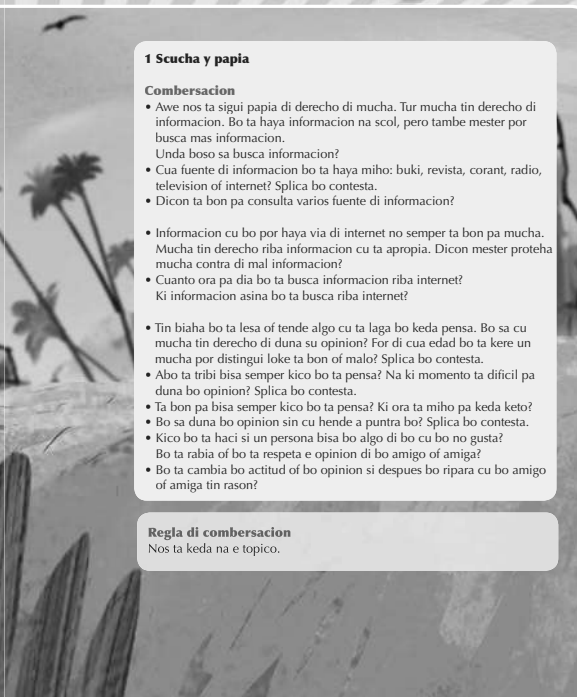 1 Scucha y papia
Combersacion
• Awe nos ta sigui papia di derecho di mucha. Tur mucha tin derecho di
informacion. Bo ta haya informacion na scol, pero tambe mester por
busca mas informacion.
Unda boso sa busca informacion?
• Cua fuente di informacion bo ta haya miho: buki, revista, corant, radio,
television of internet? Splica bo contesta.
• Dicon ta bon pa consulta varios fuente di informacion?
• Informacion cu bo por haya via di internet no semper ta bon pa mucha.
Mucha tin derecho riba informacion cu ta apropia. Dicon mester proteha
mucha contra di mal informacion?
• Cuanto ora pa dia bo ta busca informacion riba internet?
Ki informacion asina bo ta busca riba internet?
• Tin biaha bo ta lesa of tende algo cu ta laga bo keda pensa. Bo sa cu
mucha tin derecho di duna su opinion? For di cua edad bo ta kere un
mucha por distingui loke ta bon of malo? Splica bo contesta.
• Abo ta tribi bisa semper kico bo ta pensa? Na ki momento ta dificil pa
duna bo opinion? Splica bo contesta.
• Ta bon pa bisa semper kico bo ta pensa? Ki ora ta miho pa keda keto?
• Bo sa duna bo opinion sin cu hende a puntra bo? Splica bo contesta.
• Kico bo ta haci si un persona bisa bo algo di bo cu bo no gusta?
Bo ta rabia of bo ta respeta e opinion di bo amigo of amiga?
• Bo ta cambia bo actitud of bo opinion si despues bo ripara cu bo amigo
of amiga tin rason?
Regla di combersacion
Nos ta keda na e topico.